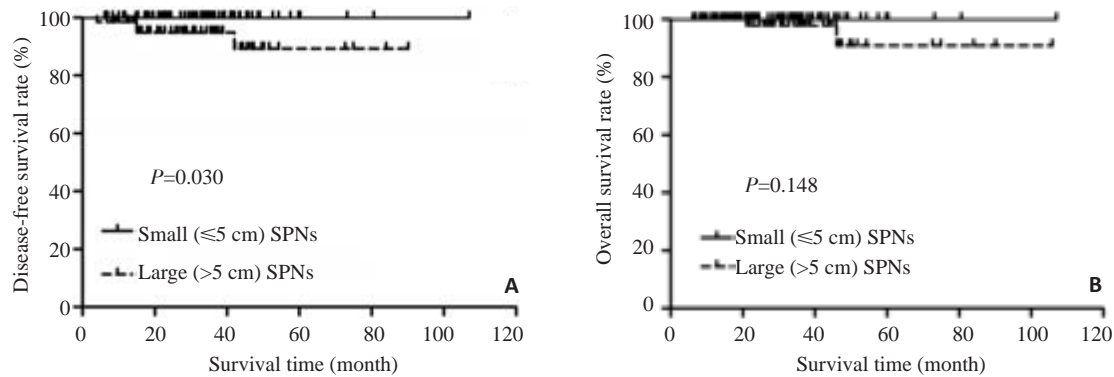 100
80
60
40
20
0
Disease-free survival rate (%)
P=0.030
Small (≤5 cm) SPNs
Large (>5 cm) SPNs
A
0 20 40 60 80 100 120
Survival time (month)
100
80
60
40
20
0
Overall survival rate (%)
P=0.148
Small (≤5 cm) SPNs
Large (>5 cm) SPNs
B
0 20 40 60 80 100 120
Survival time (month)